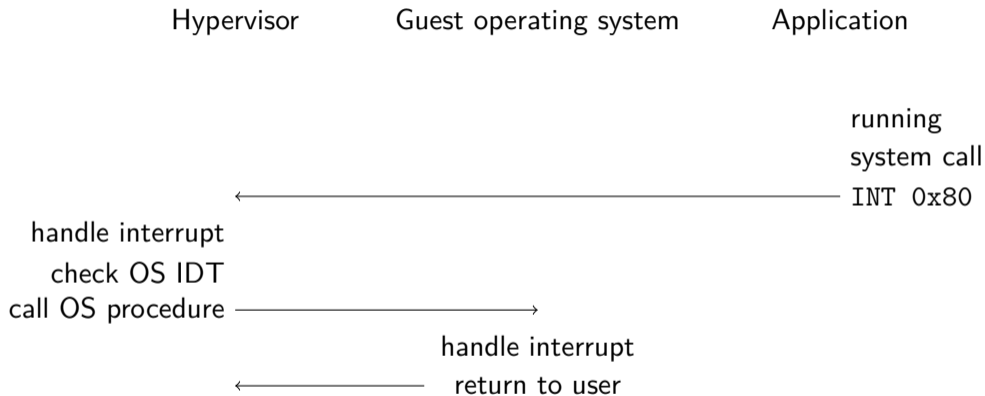 Hypervisor Guest operating system Application
running
system call
INT 0x80
handle interrupt
check OS IDT
call OS procedure
handle interrupt
return to user